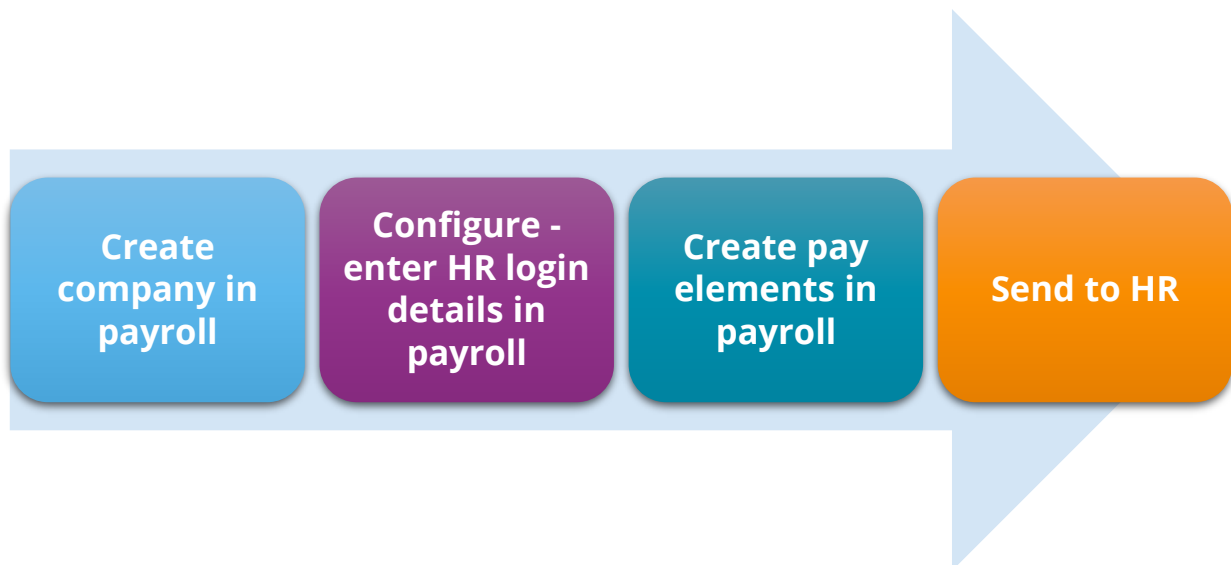 Create
company in
payroll
Configure -
enter HR login
details in
payroll
Create pay
elements in
payroll
Send to HR